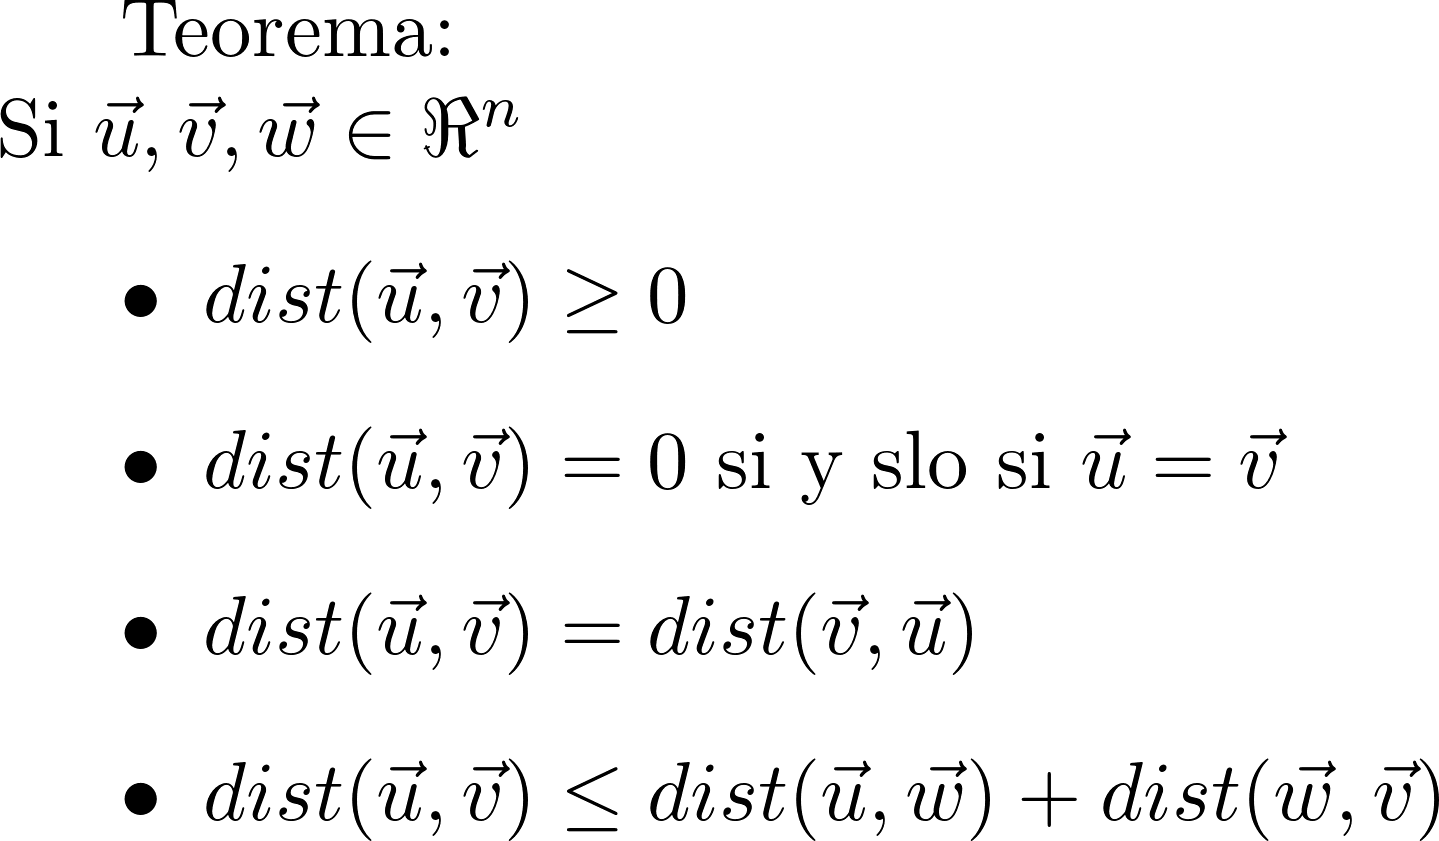 Teorema:
Si $\vec{u}, \vec{v}, \vec{w} \in \Re^n$
• $dist(\vec{u}, \vec{v}) \geq 0$
• $dist(\vec{u}, \vec{v}) = 0$ si y slo si $\vec{u} = \vec{v}$
• $dist(\vec{u}, \vec{v}) = dist(\vec{v}, \vec{u})$
• $dist(\vec{u}, \vec{v}) \leq dist(\vec{u}, \vec{w}) + dist(\vec{w}, \vec{v})$